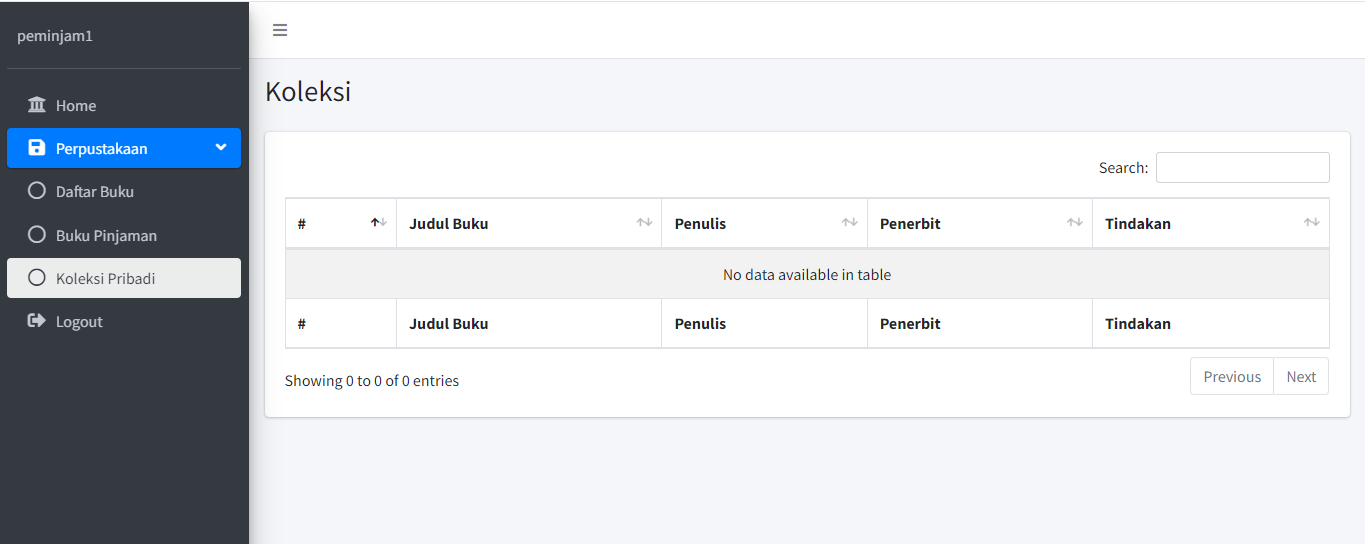 peminjam1
Home
Perpustakaan
Daftar Buku
Buku Pinjaman
Koleksi Pribadi
Logout
Koleksi
Search:
# Judul Buku Penulis Penerbit Tindakan
No data available in table
# Judul Buku Penulis Penerbit Tindakan
Showing 0 to 0 of 0 entries
Previous Next